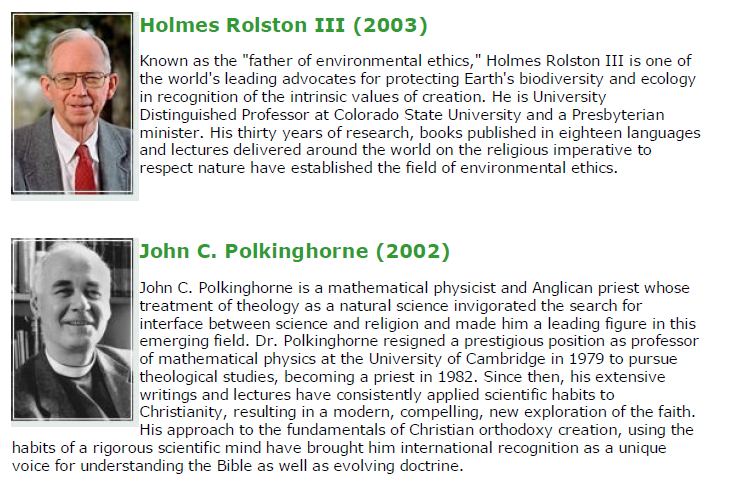 Holmes Rolston III (2003)
Known as the "father of environmental ethics," Holmes Rolston III is one of
the world's leading advocates for protecting Earth's biodiversity and ecology
in recognition of the intrinsic values of creation. He is University
Distinguished Professor at Colorado State University and a Presbyterian
minister. His thirty years of research, books published in eighteen languages
and lectures delivered around the world on the religious imperative to
respect nature have established the field of environmental ethics.
John C. Polkinghorne (2002)
John C. Polkinghorne is a mathematical physicist and Anglican priest whose
treatment of theology as a natural science invigorated the search for
interface between science and religion and made him a leading figure in this
emerging field. Dr. Polkinghorne resigned a prestigious position as professor
of mathematical physics at the University of Cambridge in 1979 to pursue
theological studies, becoming a priest in 1982. Since then, his extensive
writings and lectures have consistently applied scientific habits to
Christianity, resulting in a modern, compelling, new exploration of the faith.
His approach to the fundamentals of Christian orthodoxy creation, using the
habits of a rigorous scientific mind have brought him international recognition as a unique
voice for understanding the Bible as well as evolving doctrine.